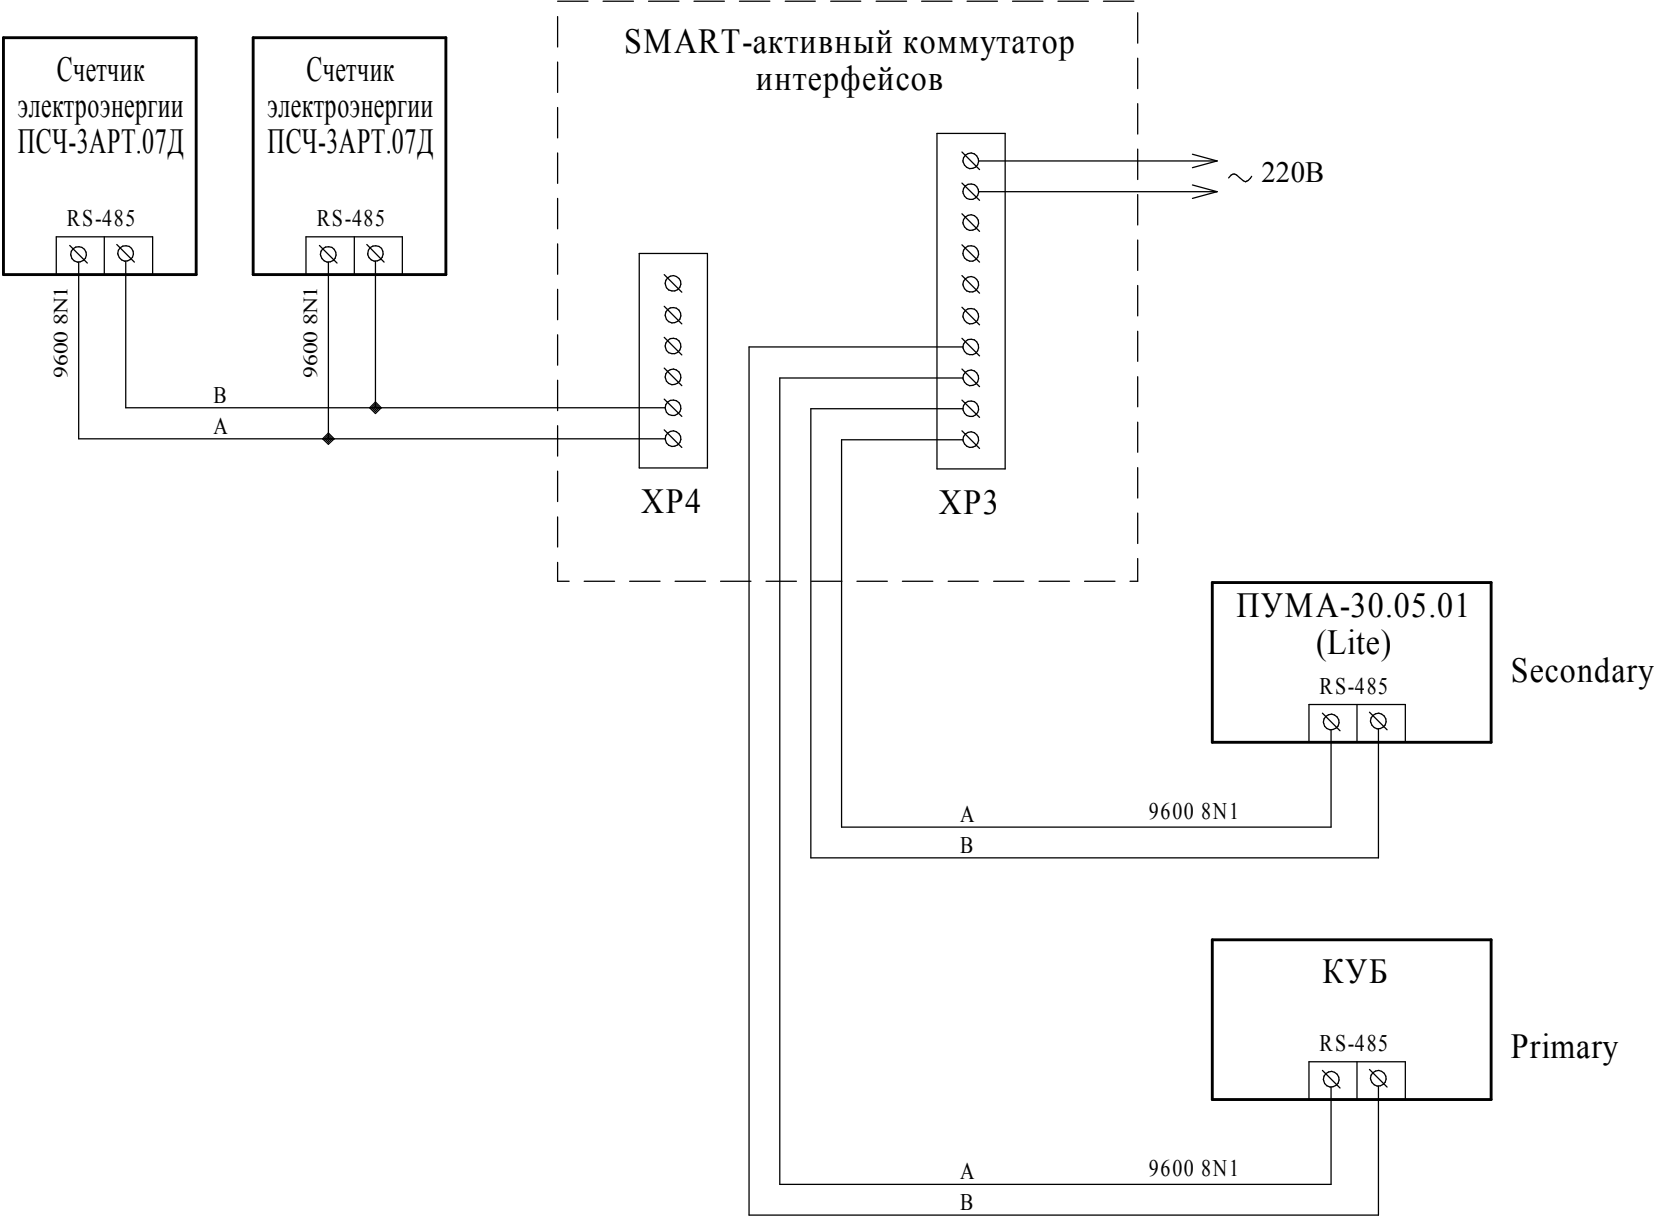 SMART-активный коммутатор
интерфейсов
Счетчик
электроэнергии
ПСЧ-3АРТ.07Д
RS-485
9600 8N1
Счетчик
электроэнергии
ПСЧ-3АРТ.07Д
RS-485
9600 8N1
B
A
XP4
XP3
~ 220В
ПУМА-30.05.01
(Lite)
RS-485
Secondary
A
9600 8N1
B
КУБ
RS-485
Primary
A
9600 8N1
B